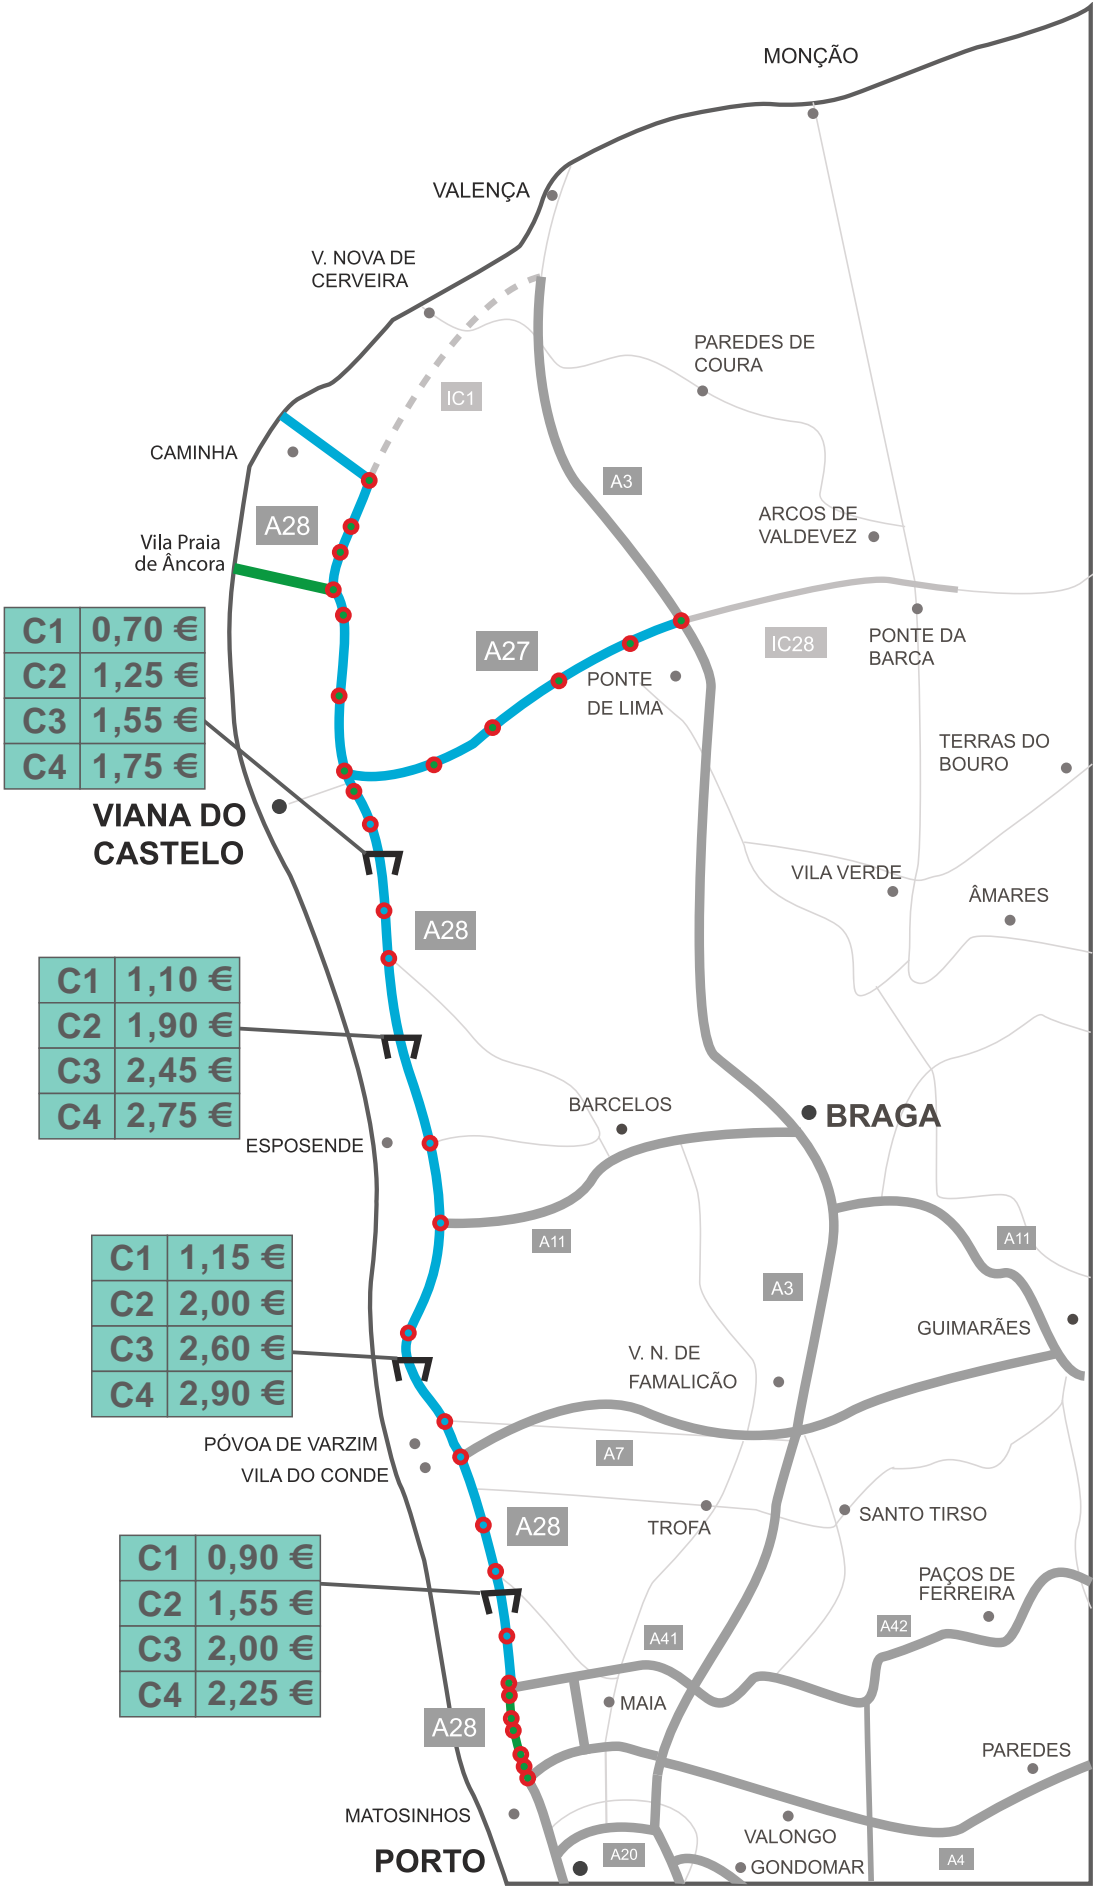 MONÇÃO
VALENÇA
V. NOVA DE
CERVEIRA
PAREDES DE
COURA
IC1
CAMINHA
A3
A28
ARCOS DE
VALDEVEZ
Vila Praia
de Âncora
C1 0,70 €
C2 1,25 €
C3 1,55 €
C4 1,75 €
A27
IC28
PONTE DA
BARCA
PONTE
DE LIMA
TERRAS DO
BOURO
VIANA DO
CASTELO
VILA VERDE
ÂMARES
A28
C1 1,10 €
C2 1,90 €
C3 2,45 €
C4 2,75 €
BARCELOS
BRAGA
ESPOSENDE
A11
A11
C1 1,15 €
C2 2,00 €
C3 2,60 €
C4 2,90 €
A3
GUIMARÃES
V. N. DE
FAMALICÃO
PÓVOA DE VARZIM
VILA DO CONDE
A7
A28
TROFA
SANTO TIRSO
C1 0,90 €
C2 1,55 €
C3 2,00 €
C4 2,25 €
PAÇOS DE
FERREIRA
A42
A41
MAIA
A28
PAREDES
MATOSINHOS
VALONGO
PORTO
A20
GONDOMAR
A4